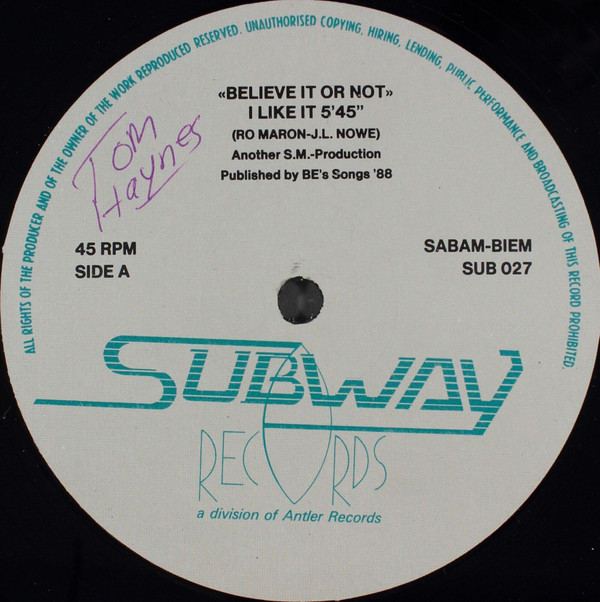 ALL RIGHTS OF THE PRODUCER AND OF THE OWNER OF THE WORK REPRODUCED RESERVED. UNAUTHORISED COPYING, HIRING, LENDING, PUBLIC PERFORMANCE AND BROADCASTING OF THIS RECORD PROHIBITED.
«BELIEVE IT OR NOT»
I LIKE IT 5'45"
(RO MARON-J.L. NOWE)
Another S.M.-Production
Published by BE's Songs '88
Tom
Haynes
45 RPM
SIDE A
SABAM-BIEM
SUB 027
SUBWAY
RECORDS
a division of Antler Records